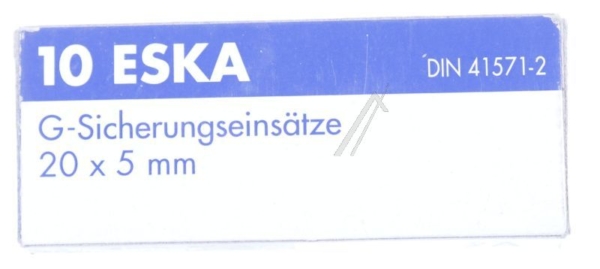 10 ESKA DIN 41571-2
G-Sicherungseinsätze
20 x 5 mm